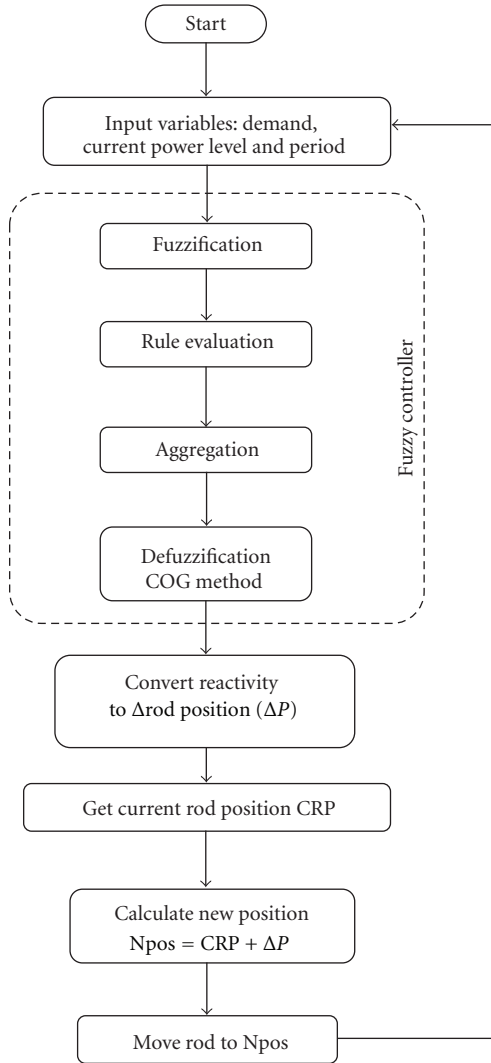 Start
Input variables: demand,
current power level and period
Fuzzification
Rule evaluation
Aggregation
Defuzzification
COG method
Fuzzy controller
Convert reactivity
to Δrod position (ΔP)
Get current rod position CRP
Calculate new position
Npos = CRP + ΔP
Move rod to Npos